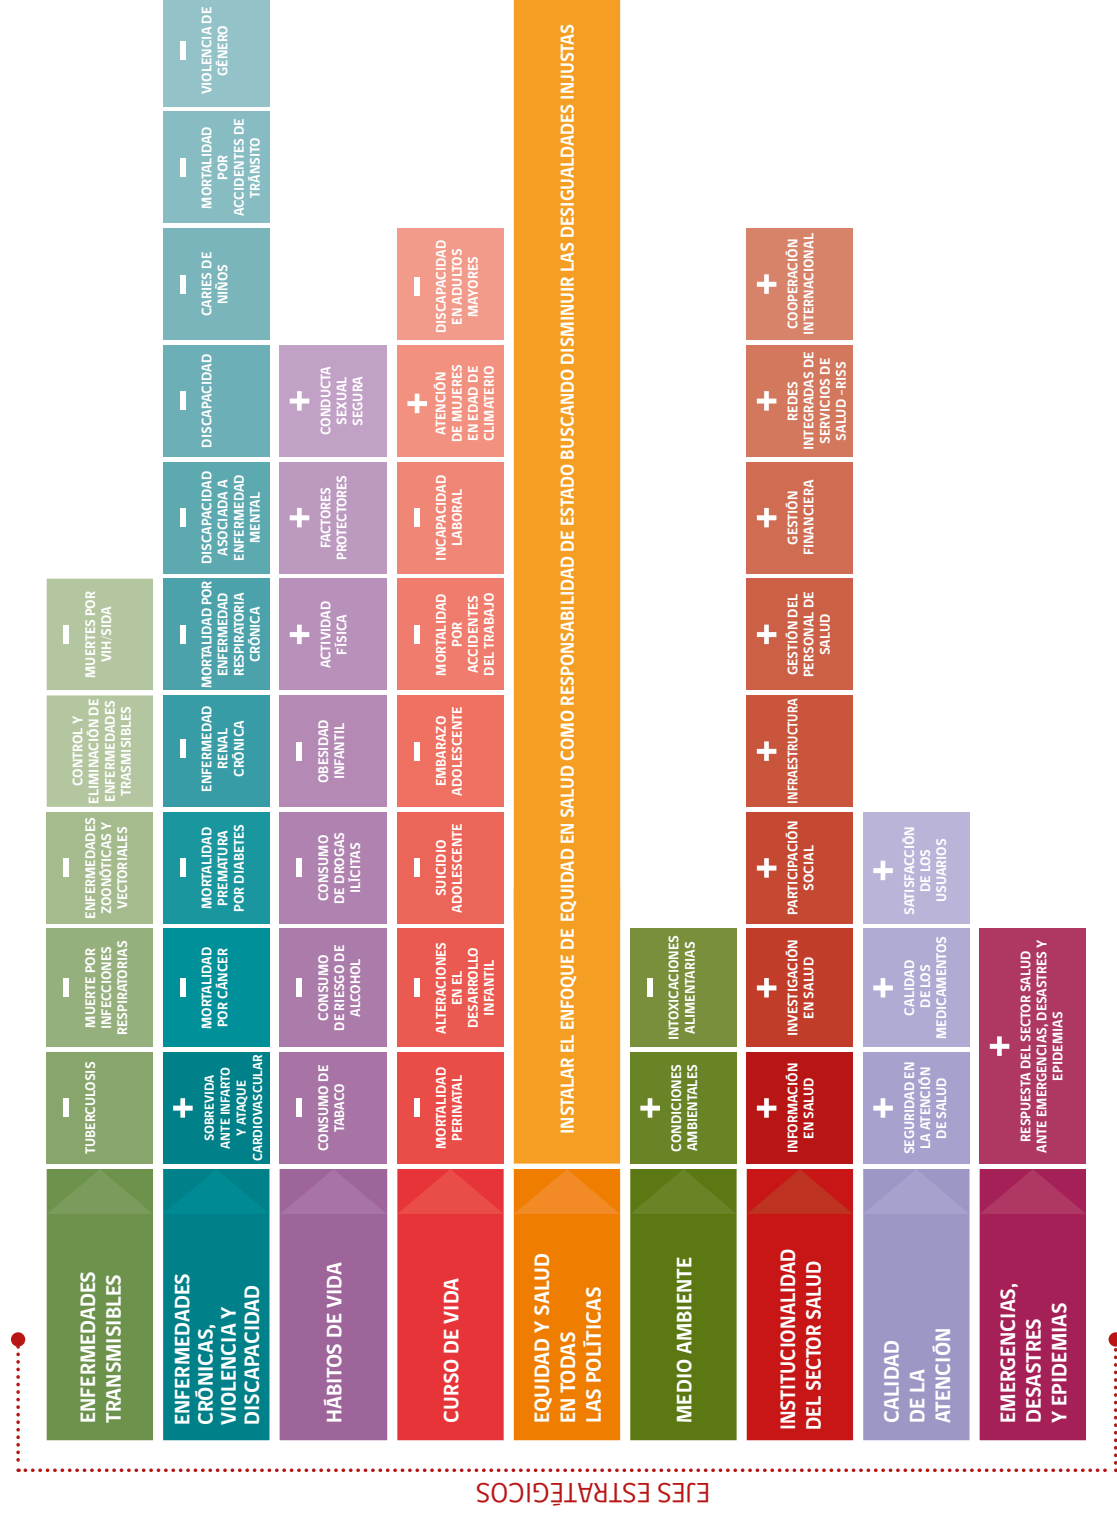 EJES ESTRATÉGICOS
ENFERMEDADES
TRANSMISIBLES
−
TUBERCULOSIS
−
MUERTE POR
INFECCIONES
RESPIRATORIAS
−
ENFERMEDADES
ZOONÓTICAS Y
VECTORIALES
CONTROL Y
ELIMINACIÓN DE
ENFERMEDADES
TRASMISIBLES
−
MUERTES POR
VIH/SIDA
ENFERMEDADES
CRÓNICAS,
VIOLENCIA Y
DISCAPACIDAD
+
SOBREVIDA
ANTE INFARTO
Y ATAQUE
CARDIOVASCULAR
−
MORTALIDAD
POR CÁNCER
−
MORTALIDAD
PREMATURA
POR DIABETES
−
ENFERMEDAD
RENAL
CRÓNICA
−
MORTALIDAD POR
ENFERMEDAD
RESPIRATORIA
CRÓNICA
−
DISCAPACIDAD
ASOCIADA A
ENFERMEDAD
MENTAL
−
DISCAPACIDAD
−
CARIES DE
NIÑOS
−
MORTALIDAD
POR
ACCIDENTES DE
TRÁNSITO
−
VIOLENCIA DE
GÉNERO
HÁBITOS DE VIDA
−
CONSUMO DE
TABACO
−
CONSUMO
DE RIESGO DE
ALCOHOL
−
CONSUMO
DE DROGAS
ILÍCITAS
−
OBESIDAD
INFANTIL
+
ACTIVIDAD
FÍSICA
+
FACTORES
PROTECTORES
+
CONDUCTA
SEXUAL
SEGURA
CURSO DE VIDA
−
MORTALIDAD
PERINATAL
−
ALTERACIONES
EN EL
DESARROLLO
INFANTIL
−
SUICIDIO
ADOLESCENTE
−
EMBARAZO
ADOLESCENTE
−
MORTALIDAD
POR
ACCIDENTES
DEL TRABAJO
−
INCAPACIDAD
LABORAL
+
ATENCIÓN
DE MUJERES
EN EDAD DE
CLIMATERIO
−
DISCAPACIDAD
EN ADULTOS
MAYORES
EQUIDAD Y SALUD
EN TODAS
LAS POLÍTICAS
INSTALAR EL ENFOQUE DE EQUIDAD EN SALUD COMO RESPONSABILIDAD DE ESTADO BUSCANDO DISMINUIR LAS DESIGUALDADES INJUSTAS
MEDIO AMBIENTE
+
CONDICIONES
AMBIENTALES
−
INTOXICACIONES
ALIMENTARIAS
INSTITUCIONALIDAD
DEL SECTOR SALUD
+
INFORMACIÓN
EN SALUD
+
INVESTIGACIÓN
EN SALUD
+
PARTICIPACIÓN
SOCIAL
+
INFRAESTRUCTURA
+
GESTIÓN DEL
PERSONAL DE
SALUD
+
GESTIÓN
FINANCIERA
+
REDES
INTEGRADAS DE
SERVICIOS DE
SALUD -RISS
+
COOPERACIÓN
INTERNACIONAL
CALIDAD
DE LA
ATENCIÓN
+
SEGURIDAD EN
LA ATENCIÓN
DE SALUD
+
CALIDAD
DE LOS
MEDICAMENTOS
+
SATISFACCIÓN
DE LOS
USUARIOS
EMERGENCIAS,
DESASTRES
Y EPIDEMIAS
+
RESPUESTA DEL SECTOR SALUD
ANTE EMERGENCIAS, DESASTRES Y
EPIDEMIAS